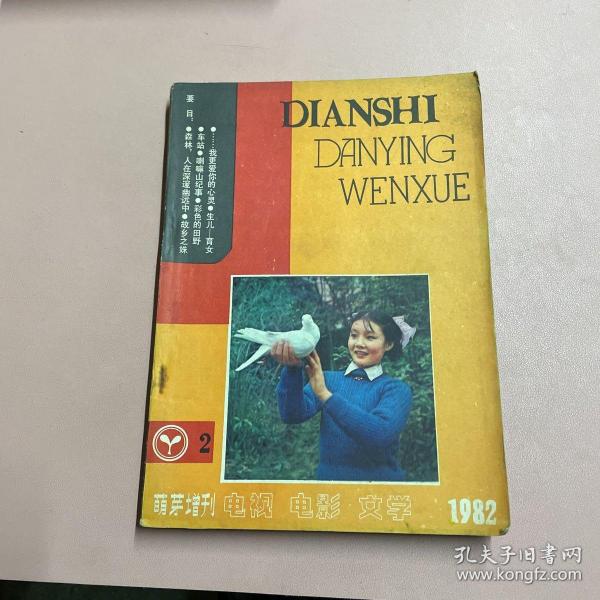 要目：
●……我更爱你的心灵●生儿—育女
●车站●喇嘛山纪事●彩色的田野
●森林，人在深邃幽远中●故乡之妹
DIANSHI
DANYING
WENXUE
2
萌芽增刊 电视 电影 文学 1982
孔夫子旧书网
www.kongfz.com